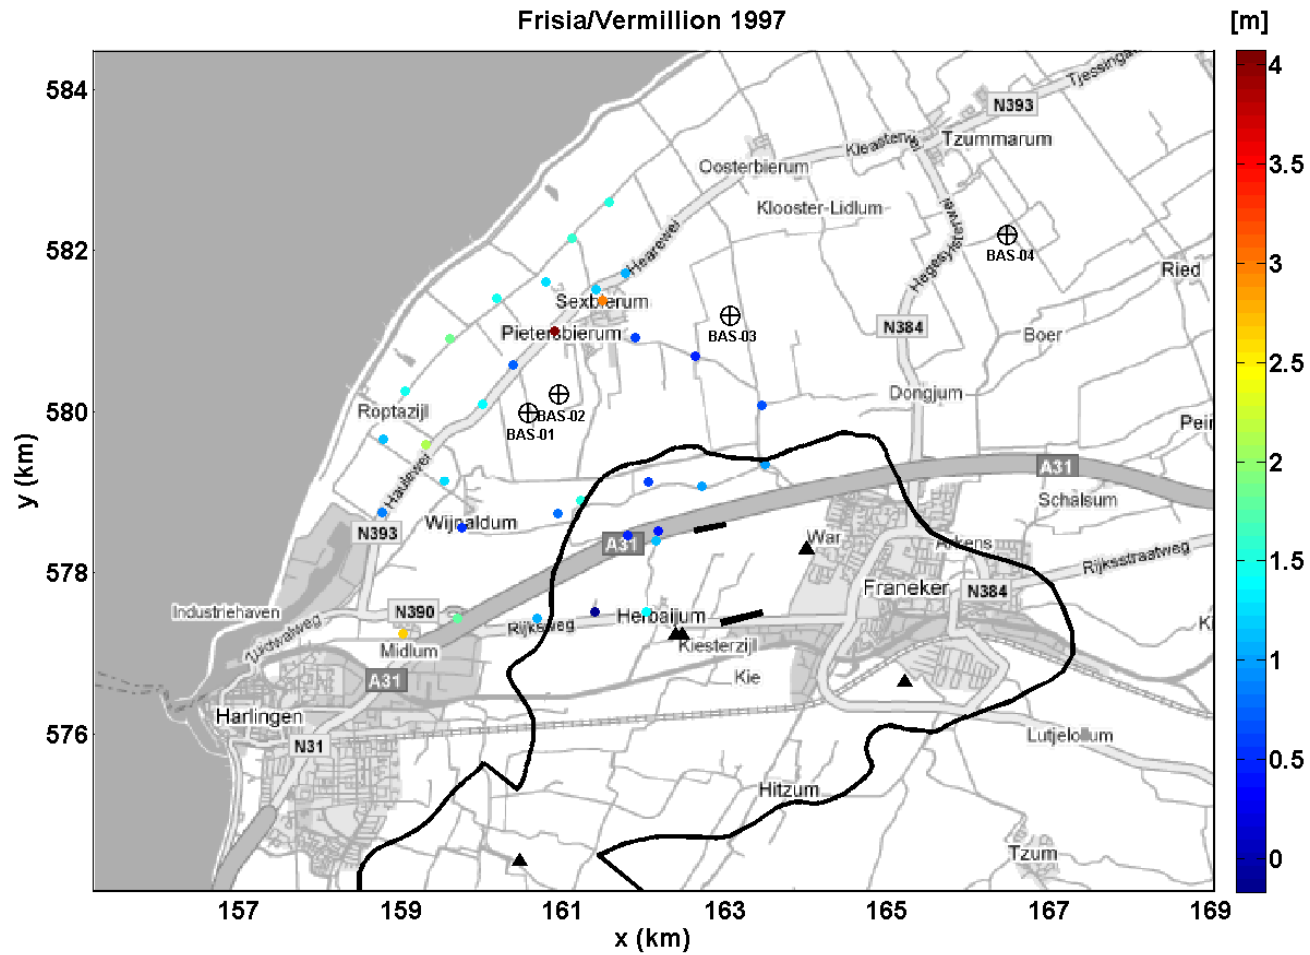 Frisia/Vermillion 1997
[m]
584
N393
Tjessinga
Tzummarum
Kleasterwei
Oosterbierum
Klooster-Lidlum
4
3.5
3
2.5
2
1.5
1
0.5
0
582
Hearewei
Hegesysterwei
BAS-04
Ried
Sexbierum
Pietersbierum
BAS-03
N384
Boer
Dongjum
580
Roptazijl
BAS-02
BAS-01
Peir
Haulewei
A31
Schalsum
Wijnaldum
N393
A31
War
Arkens
578
Rijksstraatweg
Franeker
N384
Industriehaven
N390
Herbaijum
Rijksweg
Zuidwalweg
Midlum
Kiesterzijl
Ki
A31
Kie
Harlingen
576
N31
Lutjelollum
Hitzum
Tzum
157
159
161
163
165
167
169
x (km)
y (km)